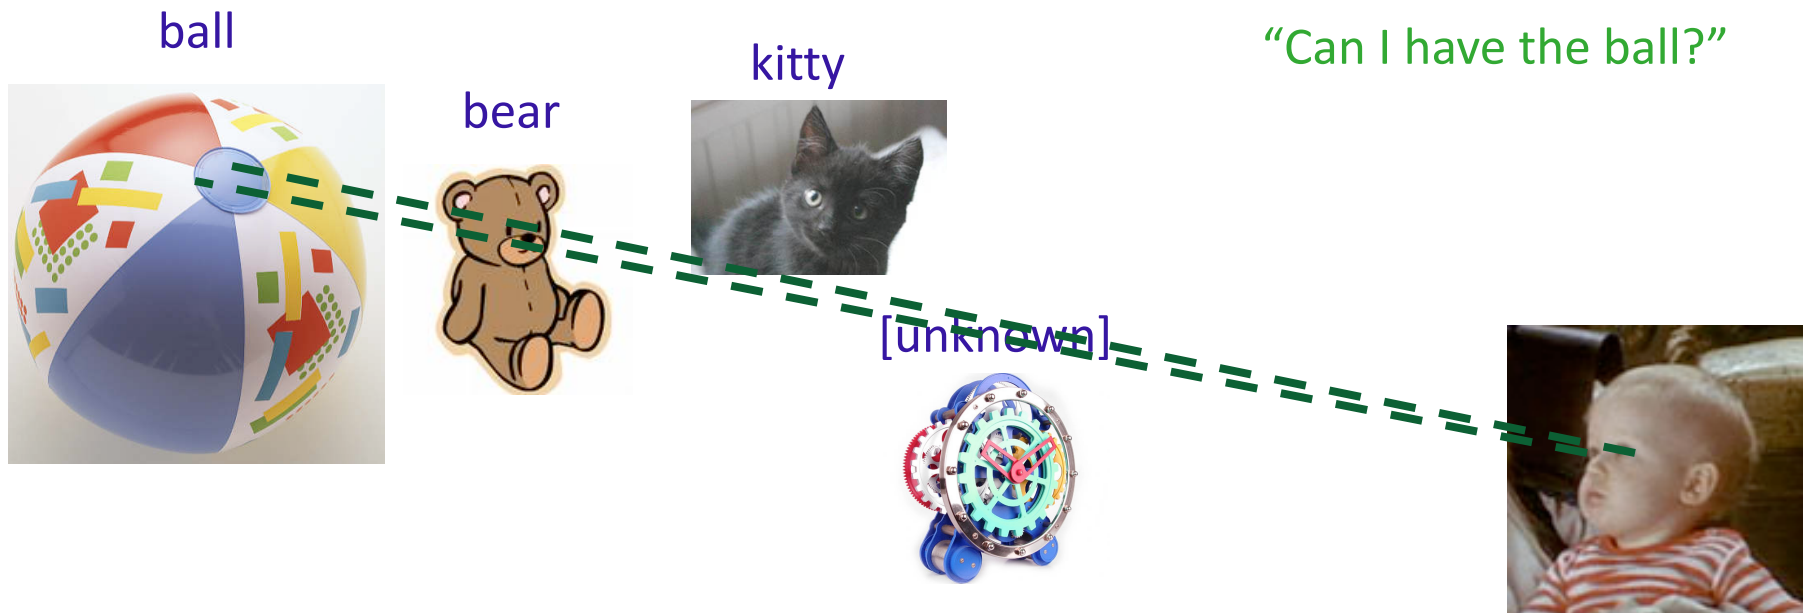 ball
bear
kitty
“Can I have the ball?”
[unknown]